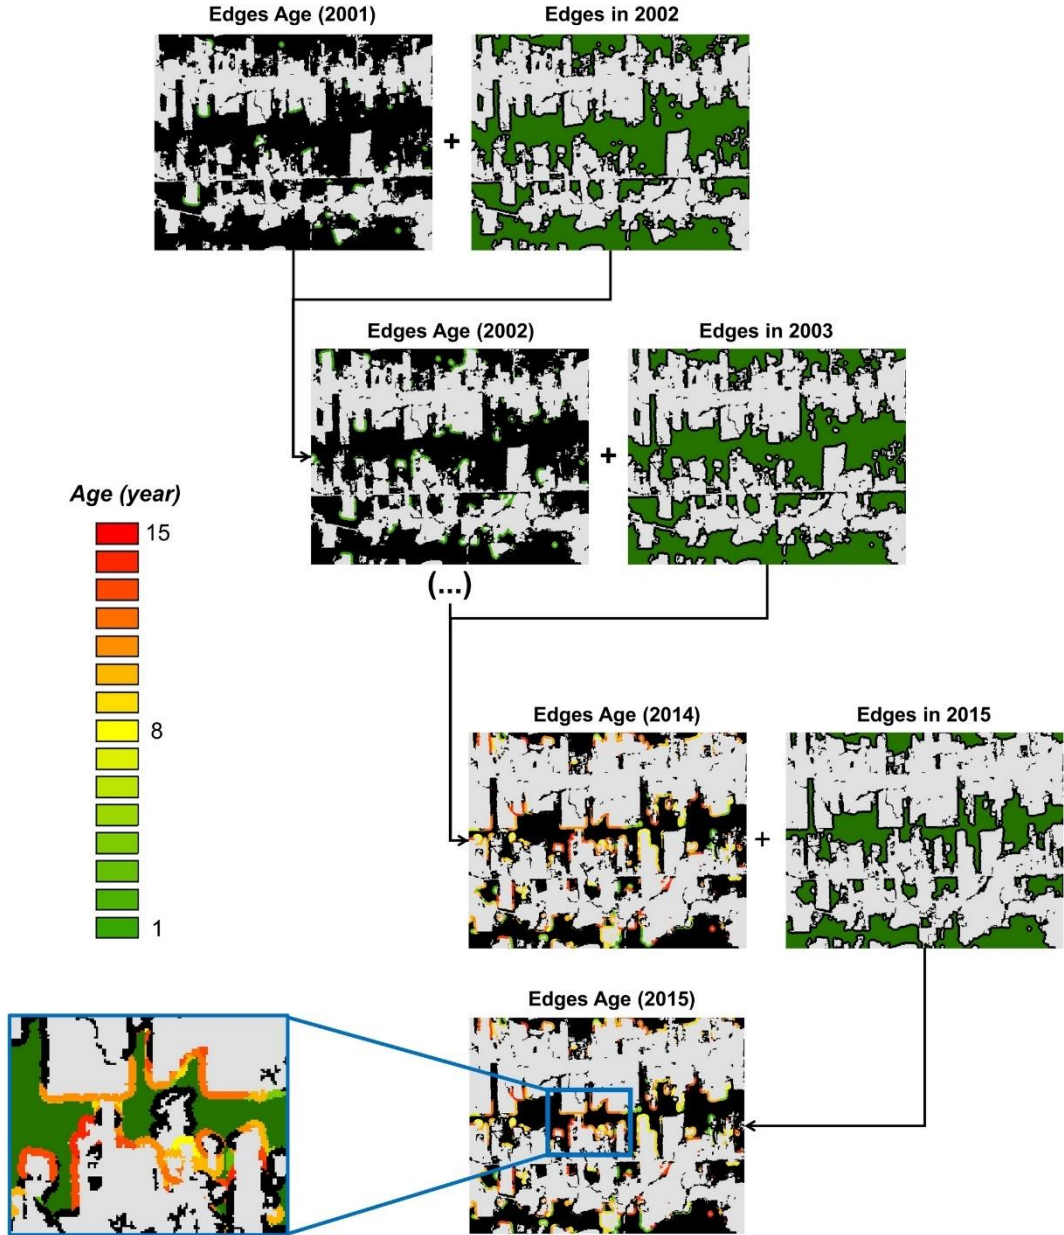 Edges Age (2001)
Edges in 2002
+
Edges Age (2002)
Edges in 2003
+
Age (year)
15
8
1
(...)
Edges Age (2014)
Edges in 2015
+
Edges Age (2015)